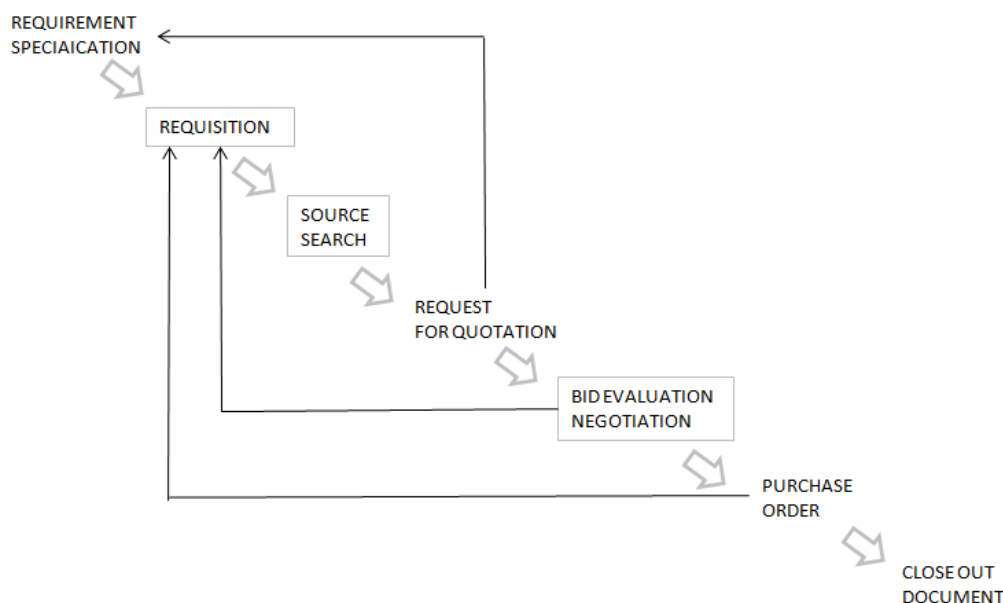 REQUIREMENT
SPECIAICATION
REQUISITION
SOURCE
SEARCH
REQUEST
FOR QUOTATION
BID EVALUATION
NEGOTIATION
PURCHASE
ORDER
CLOSE OUT
DOCUMENT